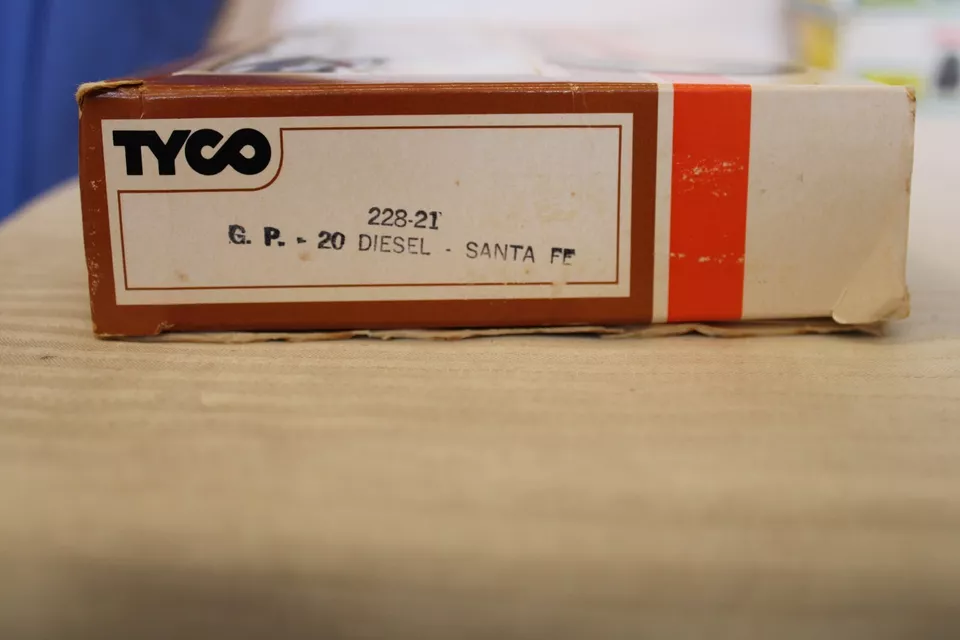 TYCO
228-21
G. P. - 20 DIESEL - SANTA FE